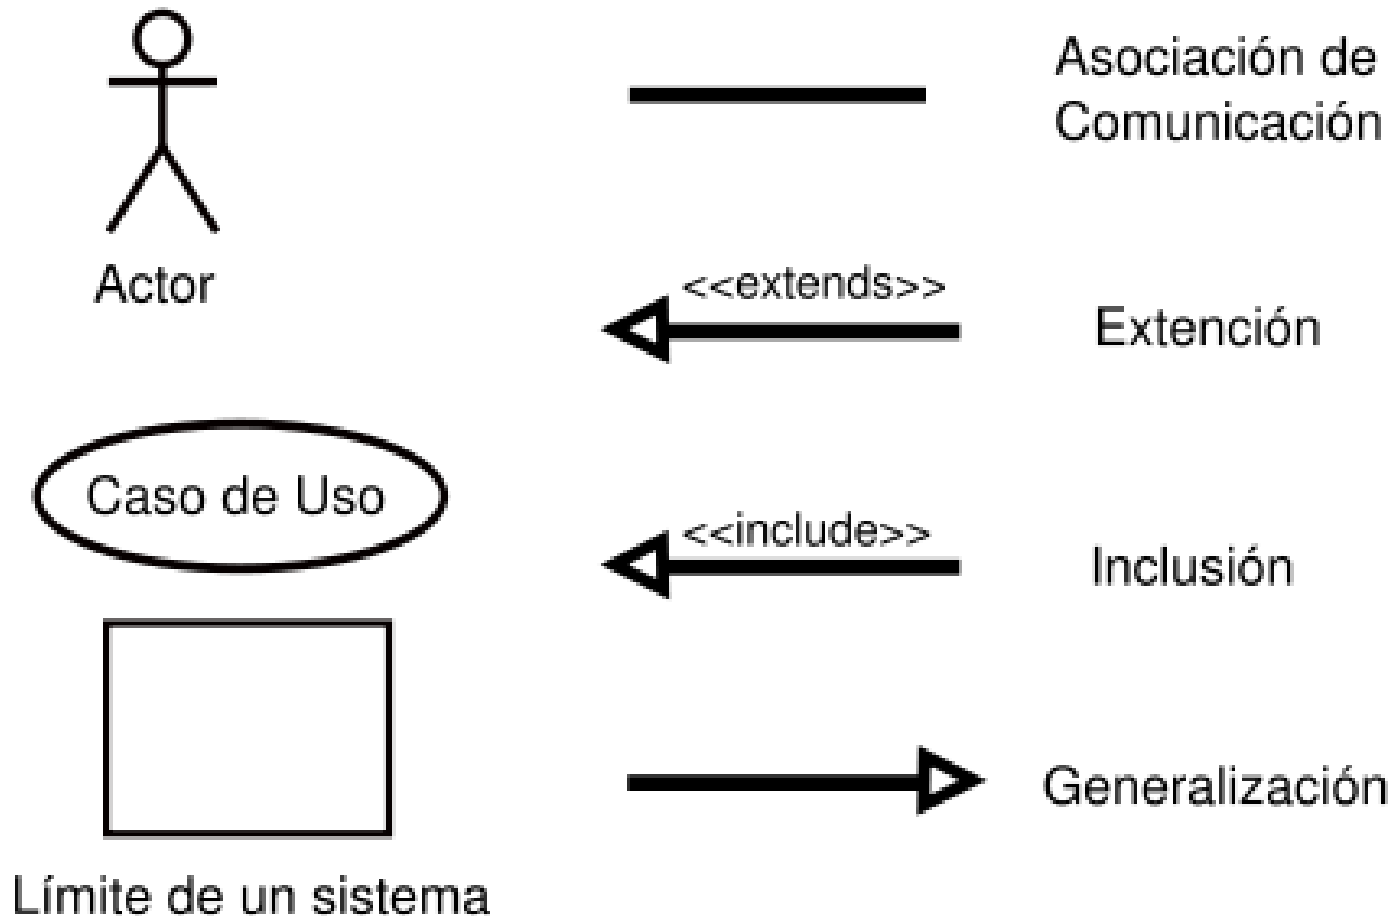 Asociación de
Comunicación
Actor
<<extends>>
Extención
Caso de Uso
<<include>>
Inclusión
Generalización
Límite de un sistema